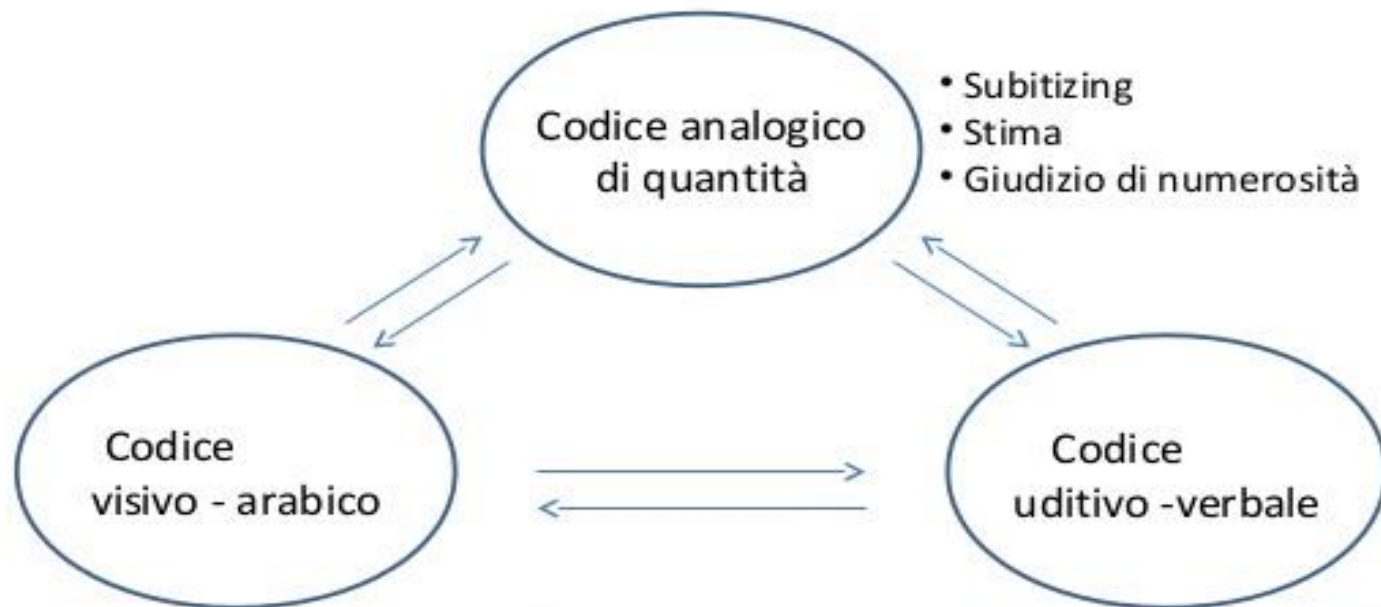 Codice analogico
di quantità
• Subitizing
• Stima
• Giudizio di numerosità
Codice
visivo - arabico
Codice
uditivo -verbale